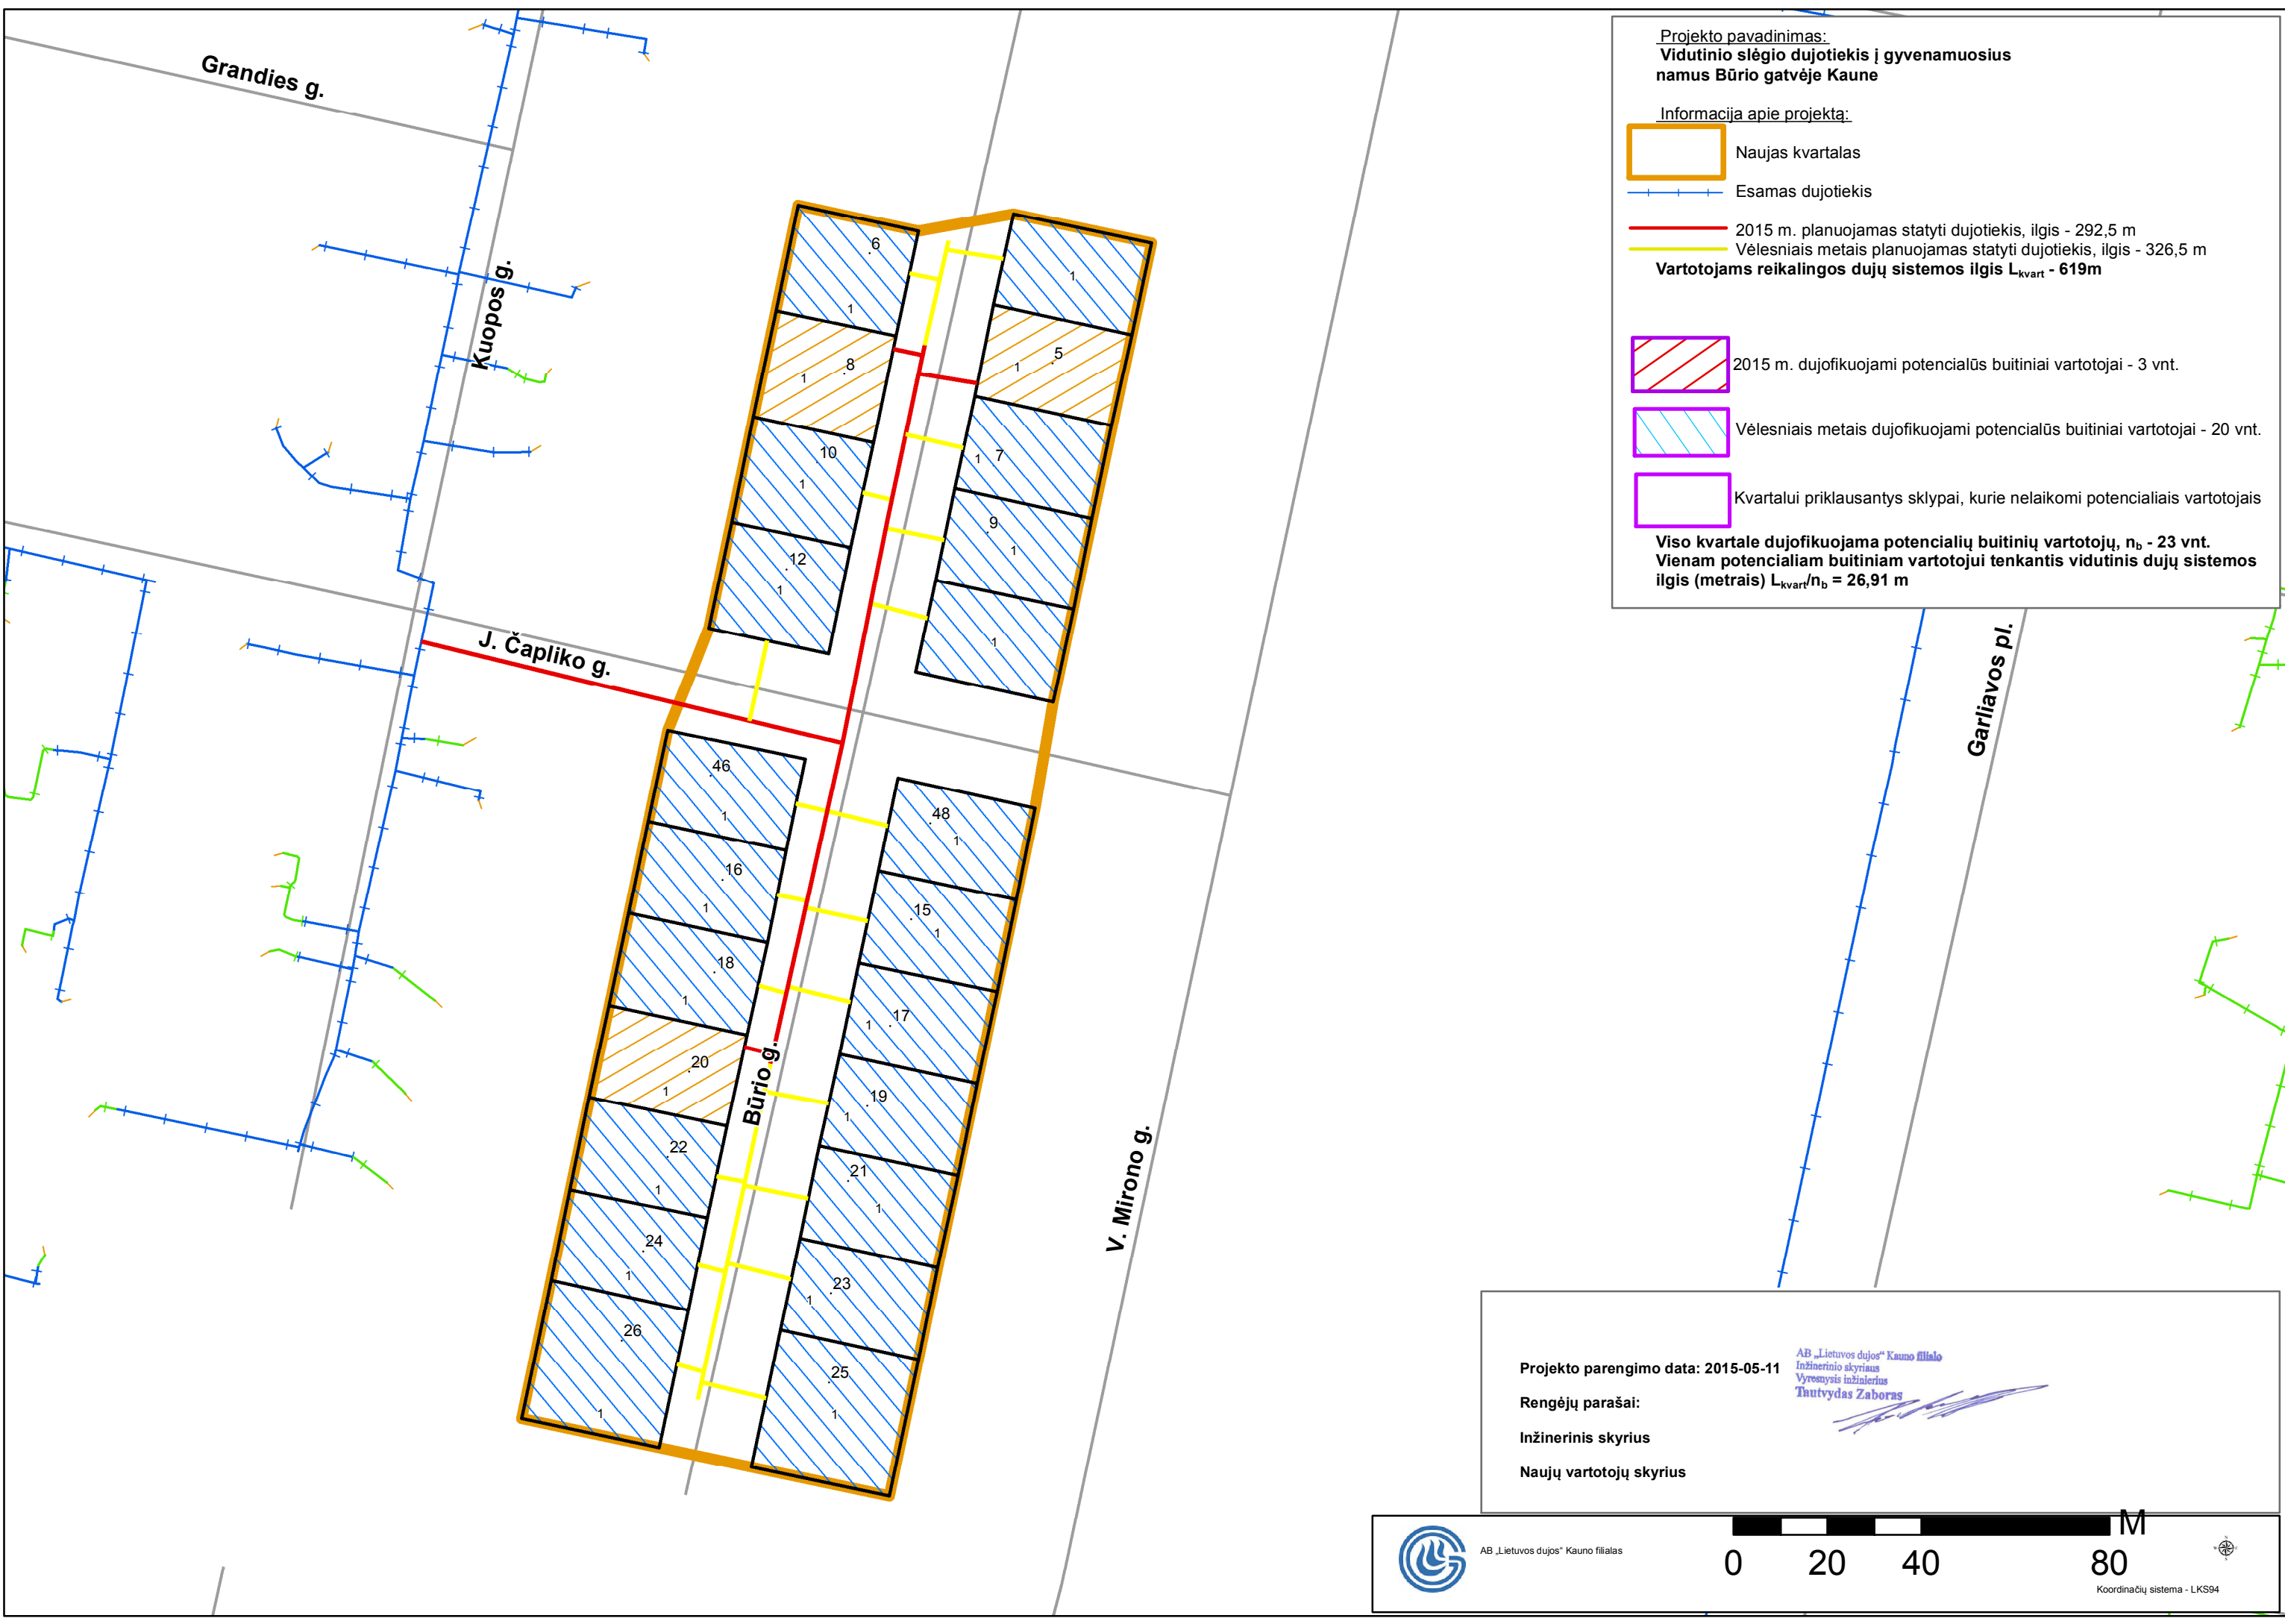 Projekto pavadinimas:
Vidutinio slėgio dujotiekis į gyvenamuosius
namus Būrio gatvėje Kaune
Informacija apie projektą:
Naujas kvartalas
Esamas dujotiekis
2015 m. planuojamas statyti dujotiekis, ilgis - 292,5 m
Vėlesniais metais planuojamas statyti dujotiekis, ilgis - 326,5 m
Vartotojams reikalingos dujų sistemos ilgis Lkvart - 619m
2015 m. dujofikuojami potencialūs buitiniai vartotojai - 3 vnt.
Vėlesniais metais dujofikuojami potencialūs buitiniai vartotojai - 20 vnt.
Kvartalui priklausantys sklypai, kurie nelaikomi potencialiais vartotojais
Viso kvartale dujofikuojama potencialių buitinių vartotojų, nb - 23 vnt.
Vienam potencialiam buitiniam vartotojui tenkantis vidutinis dujų sistemos
ilgis (metrais) Lkvart/nb = 26,91 m
Grandies g.
Kuopos g.
J. Čapliko g.
Būrio g.
V. Mirono g.
Garliavos pl.
6
1
1
8
1
5
1
10
1
7
1
9
1
12
1
1
46
1
48
1
16
1
15
1
18
1
17
1
20
1
19
1
22
1
21
1
24
1
23
1
26
1
25
1
Projekto parengimo data: 2015-05-11
AB „Lietuvos dujos“ Kauno filialo
Inžinerinio skyriaus
Vyresnysis inžinierius
Tautvydas Zaboras
Rengėjų parašai:
Inžinerinis skyrius
Naujų vartotojų skyrius
AB „Lietuvos dujos“ Kauno filialas
M
0 20 40 80
Koordinačių sistema - LKS94